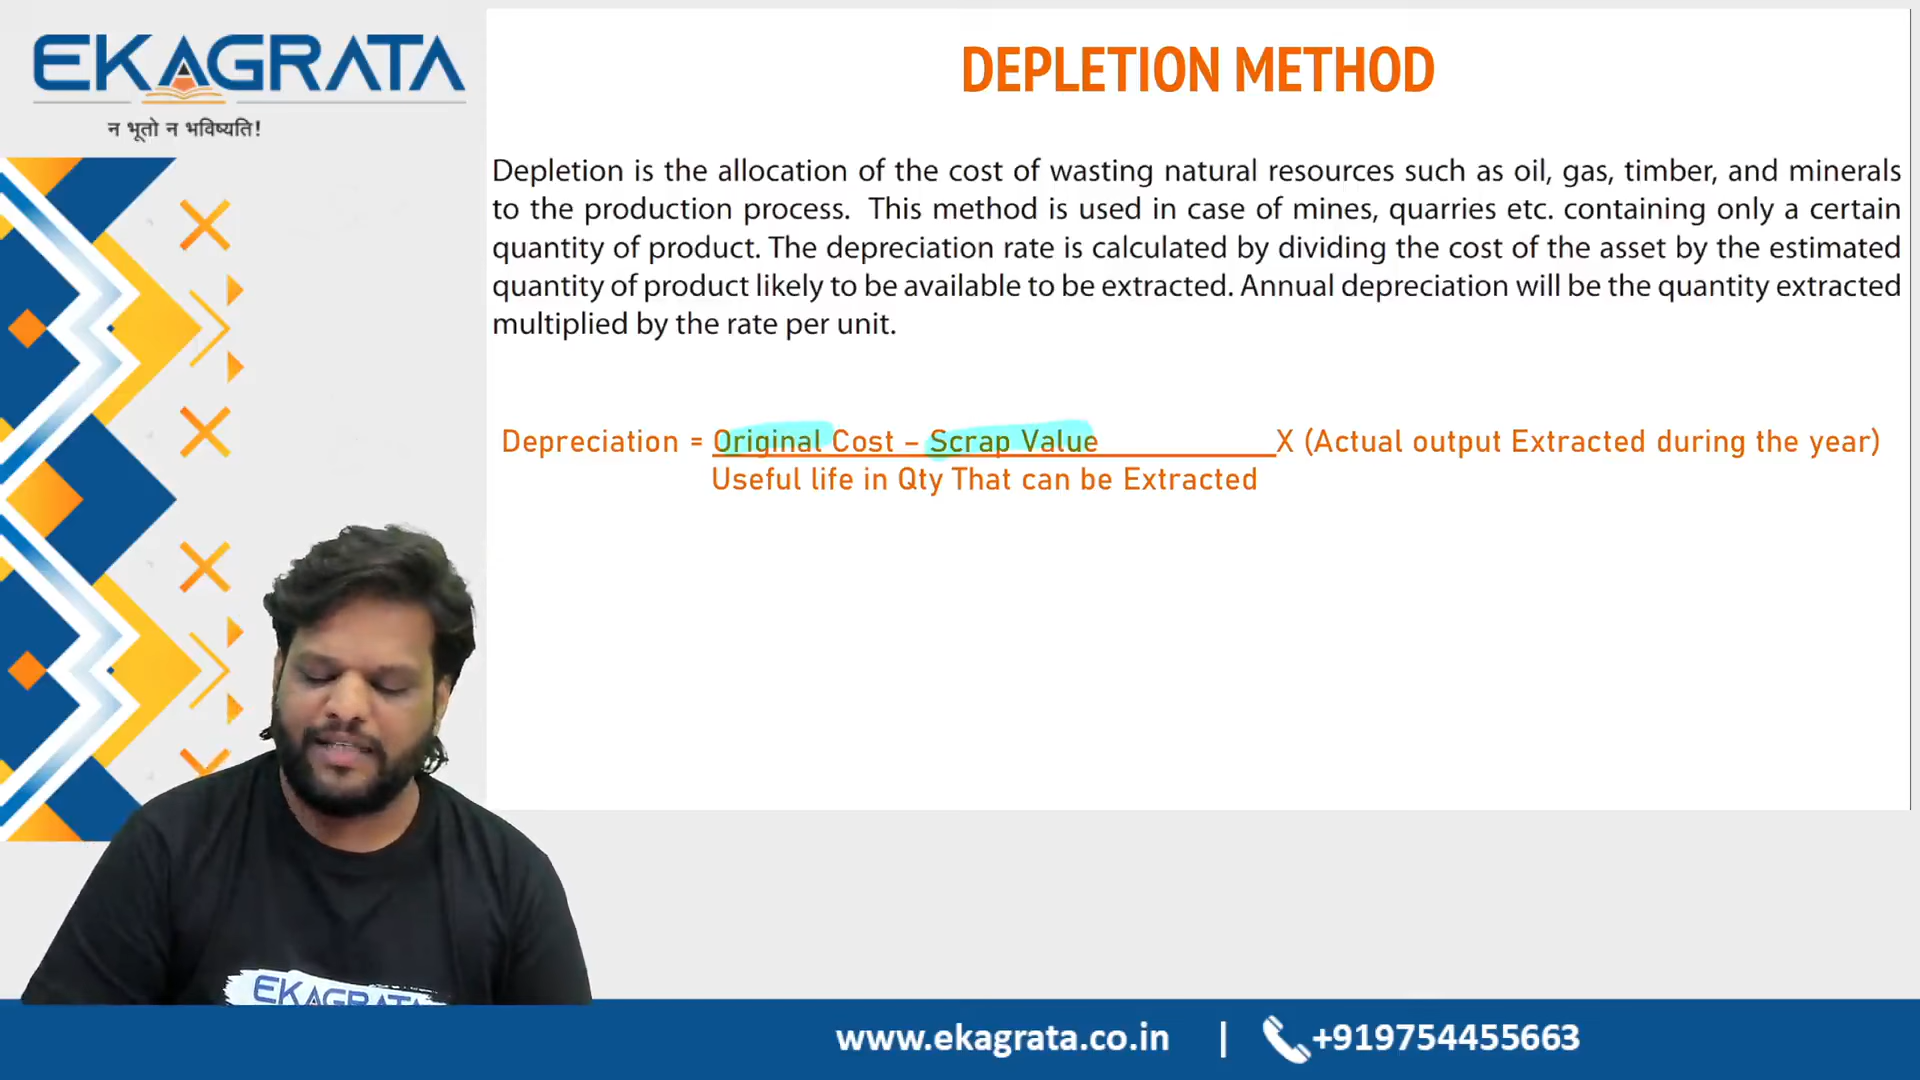 EKAGRATA
न भूतो न भविष्यति!
DEPLETION METHOD
Depletion is the allocation of the cost of wasting natural resources such as oil, gas, timber, and minerals
to the production process. This method is used in case of mines, quarries etc. containing only a certain
quantity of product. The depreciation rate is calculated by dividing the cost of the asset by the estimated
quantity of product likely to be available to be extracted. Annual depreciation will be the quantity extracted
multiplied by the rate per unit.
Depreciation = Original Cost – Scrap Value X (Actual output Extracted during the year)
Useful life in Qty That can be Extracted
EKAGRATA
www.ekagrata.co.in | +919754455663